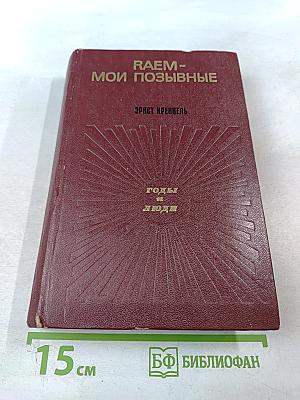 RAEM-
МОИ ПОЗЫВНЫЕ
ЭРНСТ КРЕНКЕЛЬ
ГОДЫ
и
ЛЮДИ
15 см
БФ БИБЛИОФАН